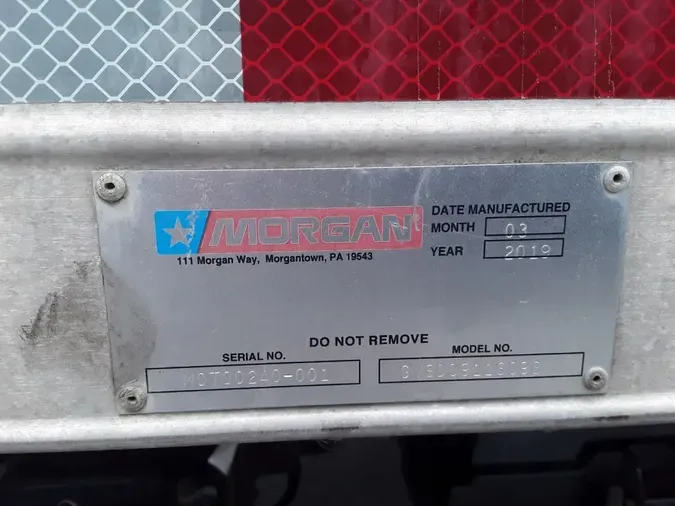 MORGAN
111 Morgan Way, Morgantown, PA 19543
DATE MANUFACTURED
MONTH 03
YEAR 2019
DO NOT REMOVE
SERIAL NO.
MODEL NO.